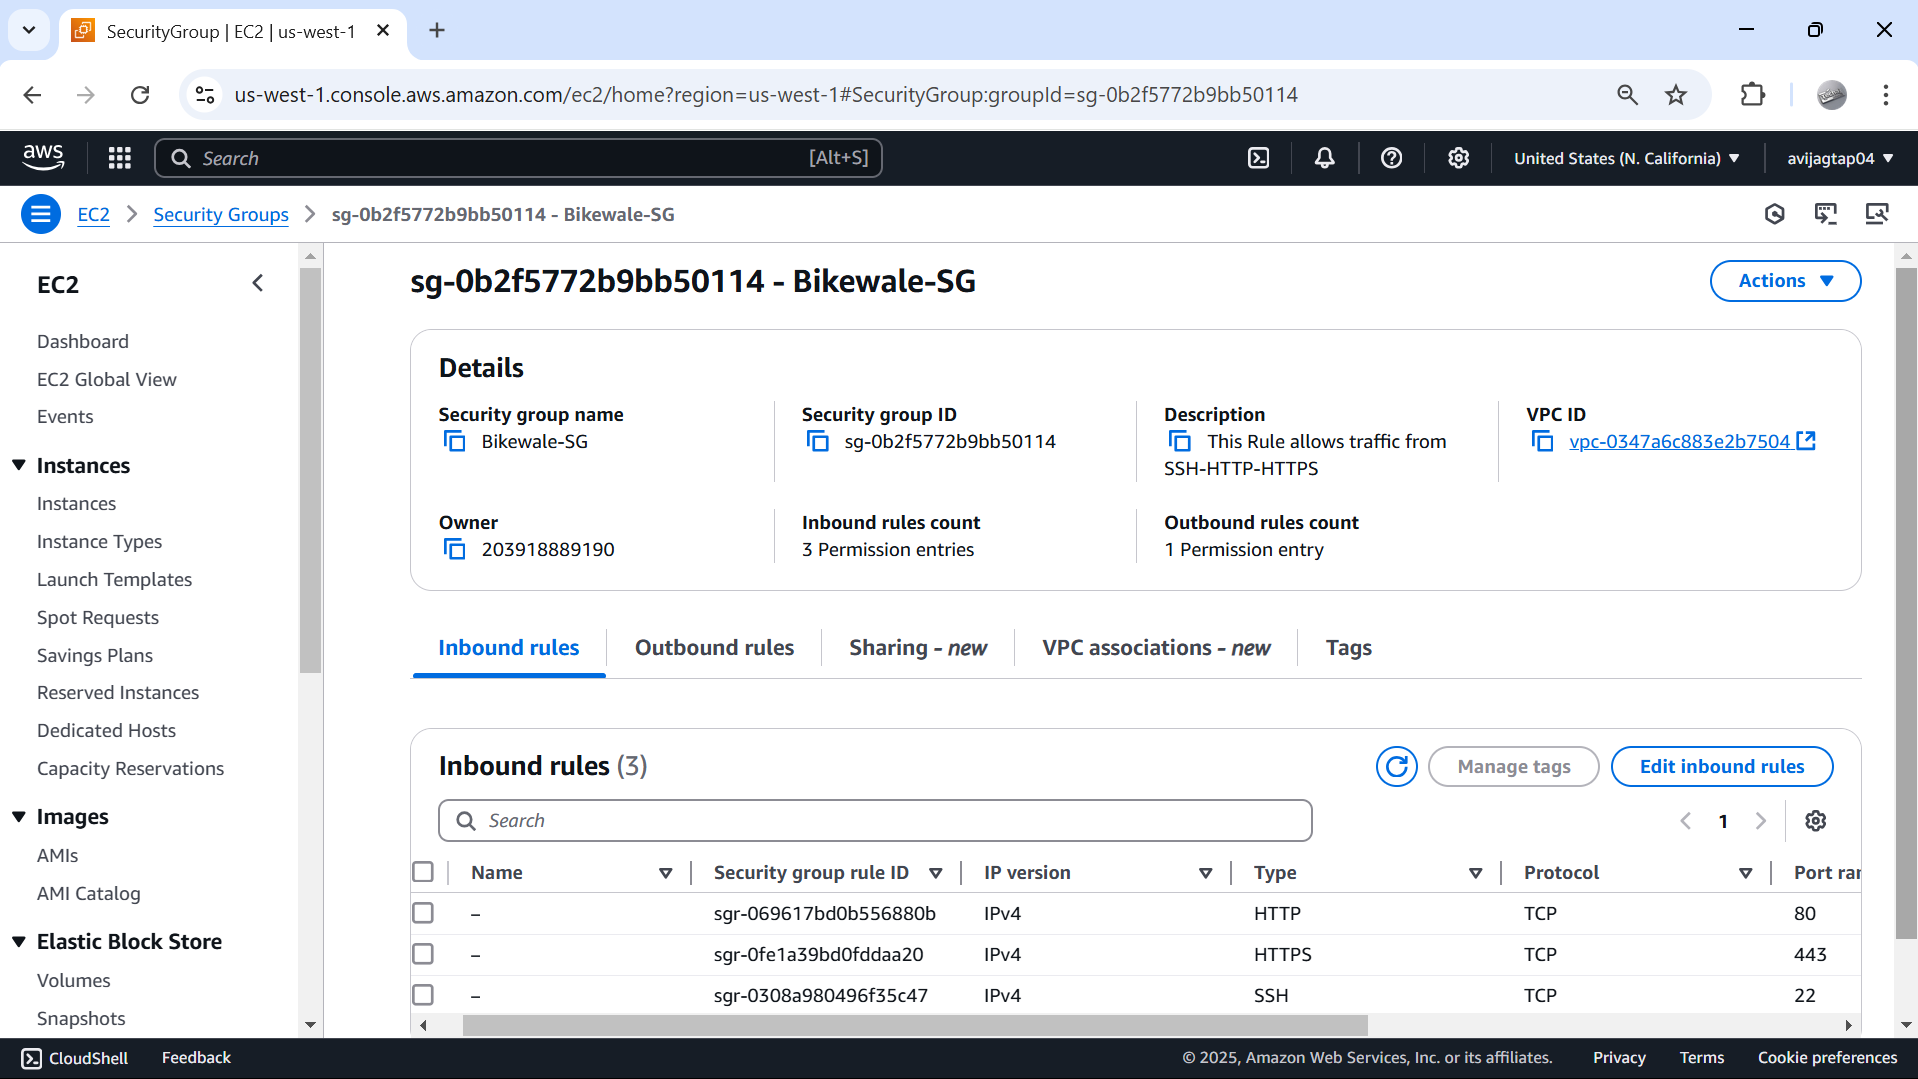 SecurityGroup | EC2 | us-west-1
us-west-1.console.aws.amazon.com/ec2/home?region=us-west-1#SecurityGroup:groupId=sg-0b2f5772b9bb50114
aws
Search [Alt+S]
United States (N. California)
avijagtap04
EC2
Security Groups
sg-0b2f5772b9bb50114 - Bikewale-SG
EC2
Dashboard
EC2 Global View
Events
Instances
Instances
Instance Types
Launch Templates
Spot Requests
Savings Plans
Reserved Instances
Dedicated Hosts
Capacity Reservations
Images
AMIs
AMI Catalog
Elastic Block Store
Volumes
Snapshots
sg-0b2f5772b9bb50114 - Bikewale-SG
Actions
Details
Security group name
Bikewale-SG
Security group ID
sg-0b2f5772b9bb50114
Description
This Rule allows traffic from
SSH-HTTP-HTTPS
VPC ID
vpc-0347a6c883e2b7504
Owner
203918889190
Inbound rules count
3 Permission entries
Outbound rules count
1 Permission entry
Inbound rules
Outbound rules
Sharing - new
VPC associations - new
Tags
Inbound rules (3)
Manage tags
Edit inbound rules
Search
1
Name Security group rule ID IP version Type Protocol Port ran
– sgr-069617bd0b556880b IPv4 HTTP TCP 80
– sgr-0fe1a39bd0fddaa20 IPv4 HTTPS TCP 443
– sgr-0308a980496f35c47 IPv4 SSH TCP 22
CloudShell
Feedback
© 2025, Amazon Web Services, Inc. or its affiliates.
Privacy
Terms
Cookie preferences